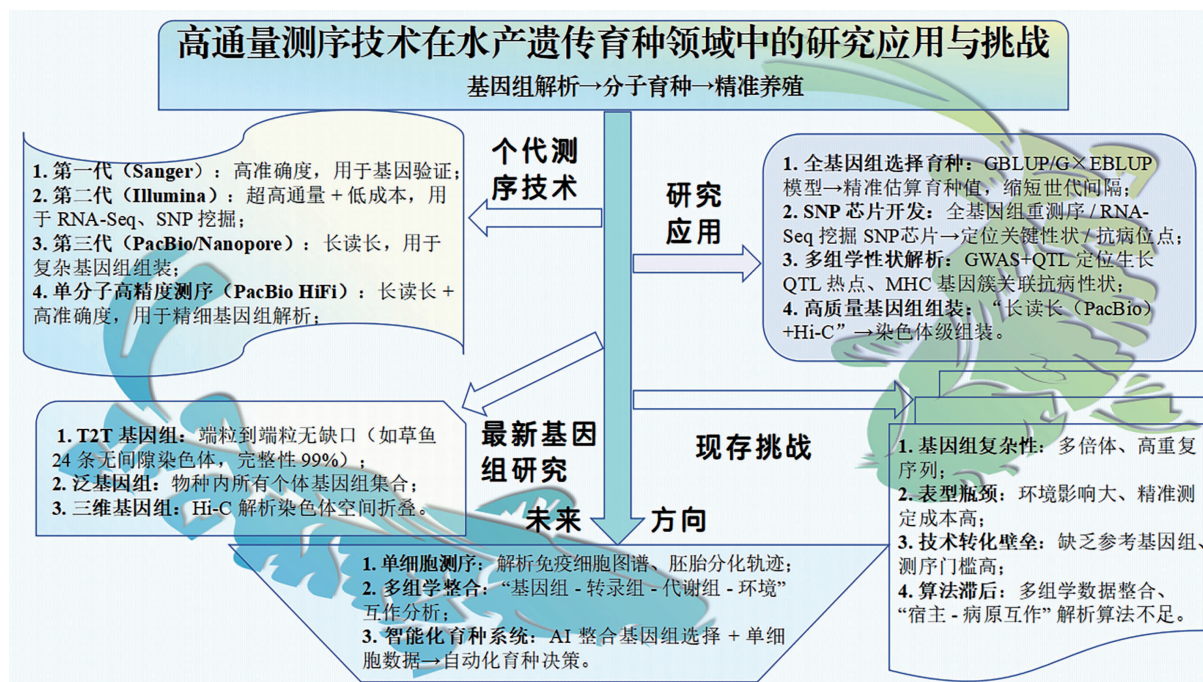 高通量测序技术在水产遗传育种领域中的研究应用与挑战
基因组解析→分子育种→精准养殖
个代测
序技术
1. 第一代（Sanger）：高准确度，用于基因验证；
2. 第二代（Illumina）：超高通量 + 低成本，用
于 RNA-Seq、SNP 挖掘；
3. 第三代（PacBio/Nanopore）：长读长，用于
复杂基因组组装；
4. 单分子高精度测序（PacBio HiFi）：长读长 +
高准确度，用于精细基因组解析；
研究
应用
1. 全基因组选择育种：GBLUP/G×EBLUP
模型→精准估算育种值，缩短世代间隔；
2. SNP 芯片开发：全基因组重测序 / RNA-
Seq 挖掘 SNP芯片→定位关键性状 / 抗病位点；
3. 多组学性状解析：GWAS+QTL 定位生长
QTL 热点、MHC 基因簇关联抗病性状；
4. 高质量基因组组装：“长读长（PacBio）
+Hi-C”→染色体级组装。
最新基因
组研究
1. T2T 基因组：端粒到端粒无缺口（如草鱼
24 条无间隙染色体，完整性 99%）；
2. 泛基因组：物种内所有个体基因组集合；
3. 三维基因组：Hi-C 解析染色体空间折叠。
现存挑战
1. 基因组复杂性：多倍体、高重复
序列；
2. 表型瓶颈：环境影响大、精准测
定成本高；
3. 技术转化壁垒：缺乏参考基因组、
测序门槛高；
4. 算法滞后：多组学数据整合、
“宿主 - 病原互作” 解析算法不足。
未来 方向
1. 单细胞测序：解析免疫细胞图谱、胚胎分化轨迹；
2. 多组学整合：“基因组 - 转录组 - 代谢组 - 环境”
互作分析；
3. 智能化育种系统：AI 整合基因组选择 + 单细
胞数据→自动化育种决策。